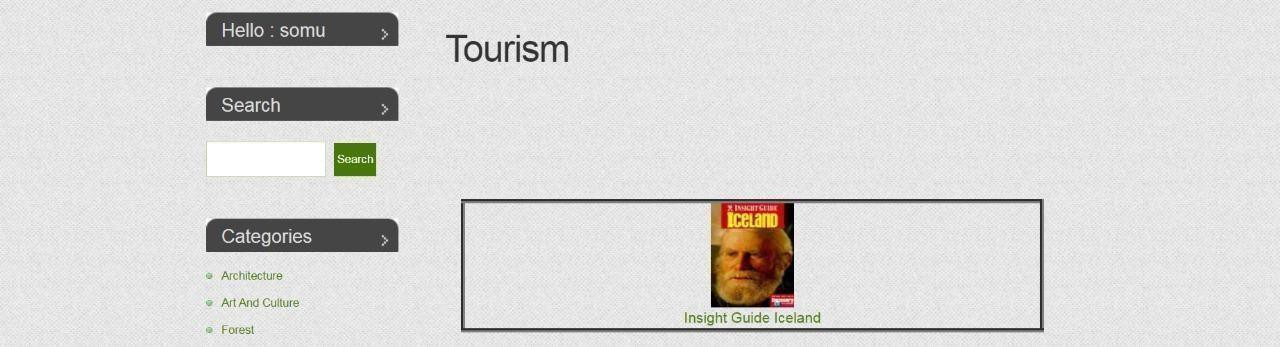 Hello : somu
Search
Search
Categories
Architecture
Art And Culture
Forest
Tourism
INSIGHT GUIDE
ICELAND
Insight Guide Iceland